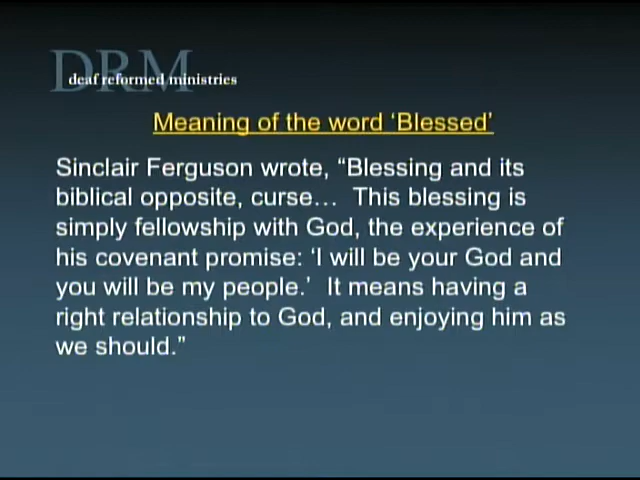 DRM
deaf reformed ministries
Meaning of the word ‘Blessed’
Sinclair Ferguson wrote, “Blessing and its
biblical opposite, curse…  This blessing is
simply fellowship with God, the experience of
his covenant promise: ‘I will be your God and
you will be my people.’  It means having a
right relationship to God, and enjoying him as
we should.”